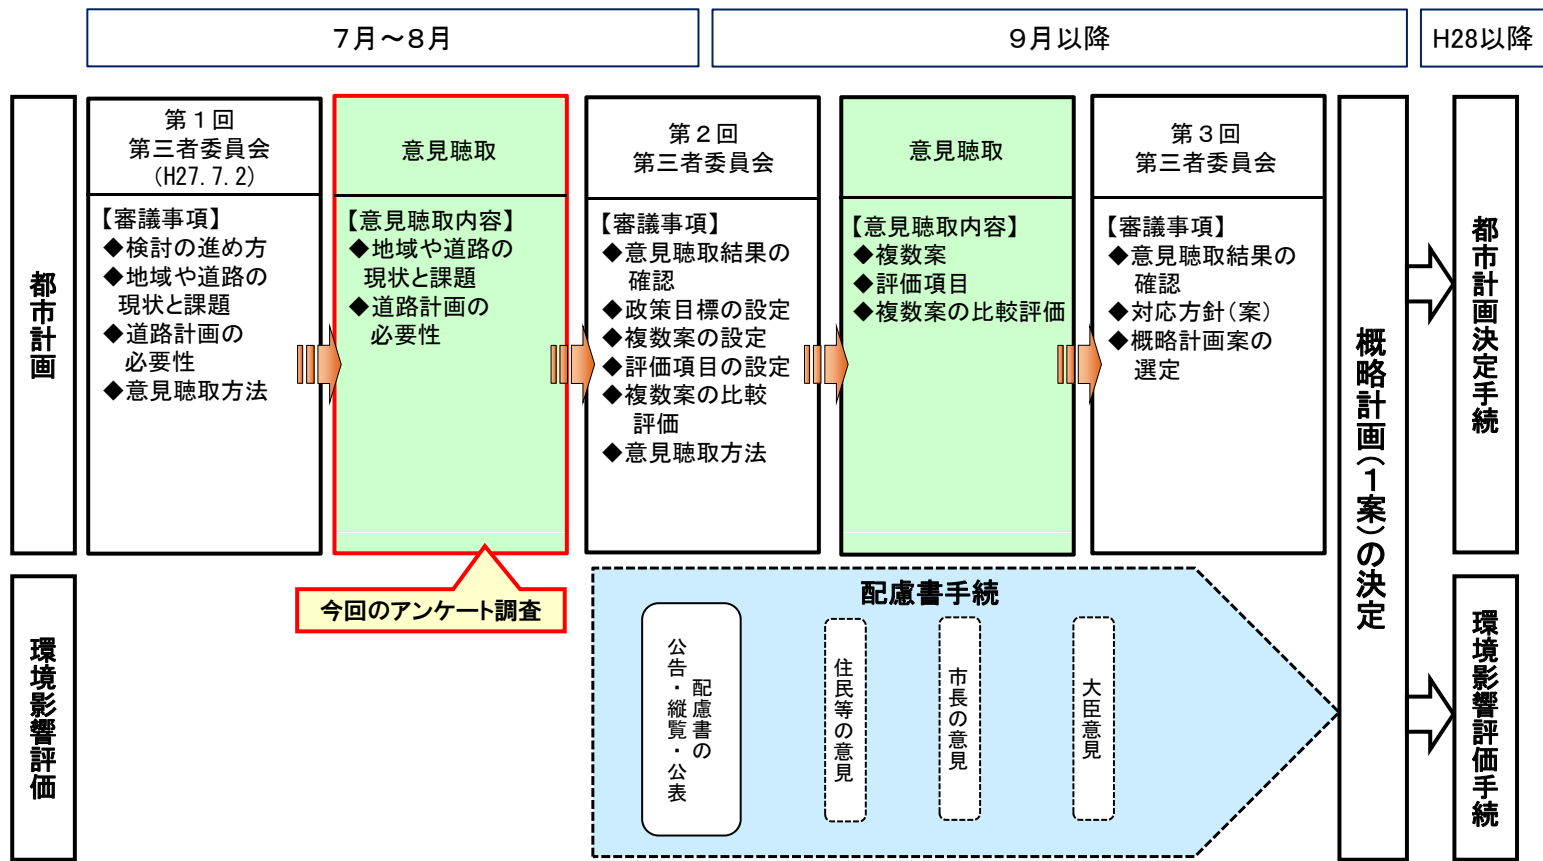 7月～8月
9月以降
H28以降
都市計画
第1回
第三者委員会
(H27.7.2)
【審議事項】
◆検討の進め方
◆地域や道路の
現状と課題
◆道路計画の
必要性
◆意見聴取方法
意見聴取
【意見聴取内容】
◆地域や道路の
現状と課題
◆道路計画の
必要性
今回のアンケート調査
第2回
第三者委員会
【審議事項】
◆意見聴取結果の
確認
◆政策目標の設定
◆複数案の設定
◆評価項目の設定
◆複数案の比較
評価
◆意見聴取方法
意見聴取
【意見聴取内容】
◆複数案
◆評価項目
◆複数案の比較評価
第3回
第三者委員会
【審議事項】
◆意見聴取結果の
確認
◆対応方針(案)
◆概略計画案の
選定
概略計画(1案)の決定
都市計画決定手続
環境影響評価
配慮書手続
配慮書の
公告・縦覧・公表
住民等の意見
市長の意見
大臣意見
環境影響評価手続